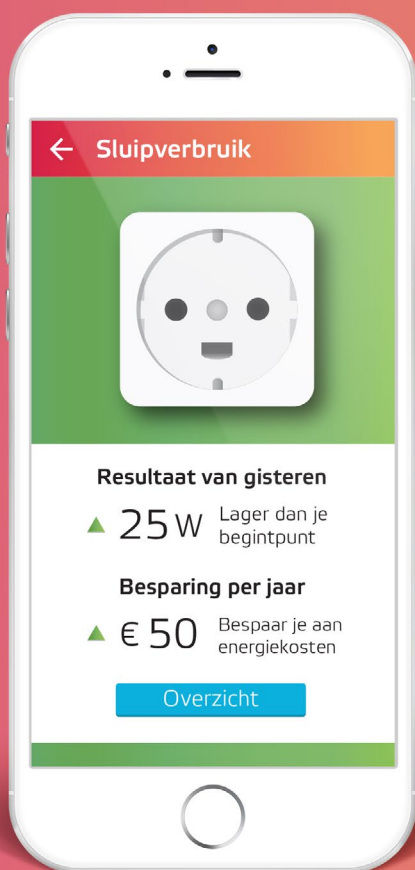 Sluipverbruik
Resultaat van gisteren
25 W
Lager dan je
begintpunt
Besparing per jaar
€ 50
Bespaar je aan
energiekosten
Overzicht